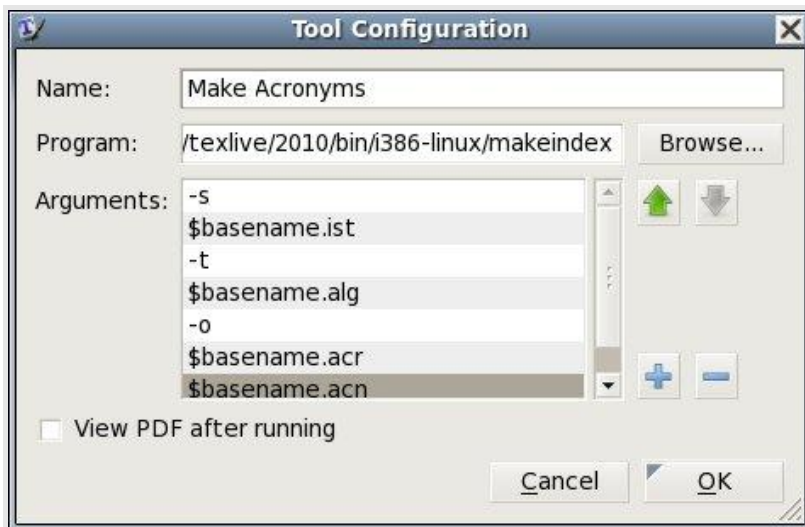 Tool Configuration
Name: Make Acronyms
Program: /texlive/2010/bin/i386-linux/makeindex Browse...
Arguments: -s
$basename.ist
-t
$basename.alg
-o
$basename.acr
$basename.acn
View PDF after running
Cancel OK